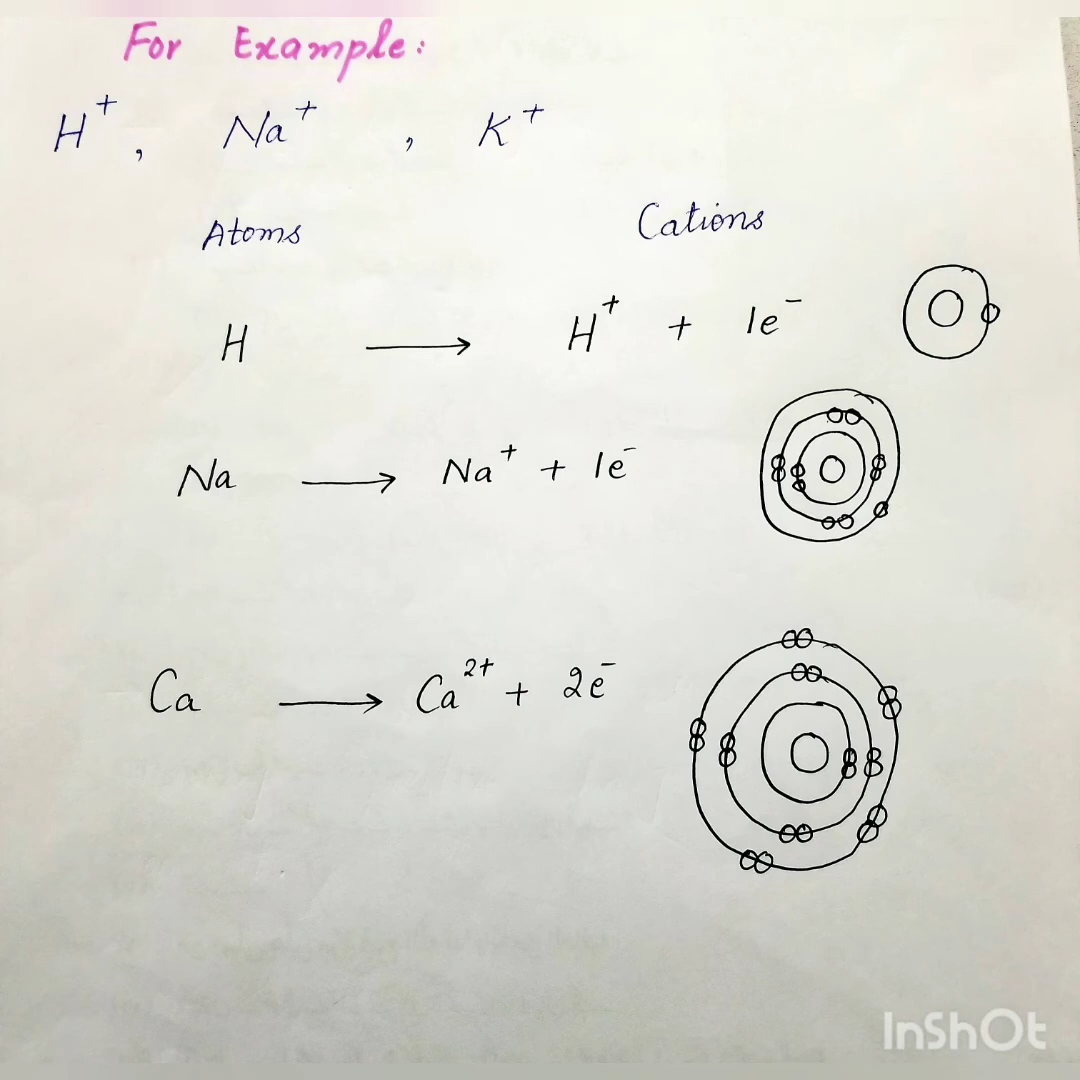 For Example:
H⁺, Na⁺, K⁺
Atoms Cations
H ⟶ H⁺ + 1e⁻
Na ⟶ Na⁺ + 1e⁻
Ca ⟶ Ca²⁺ + 2e⁻
InShOt